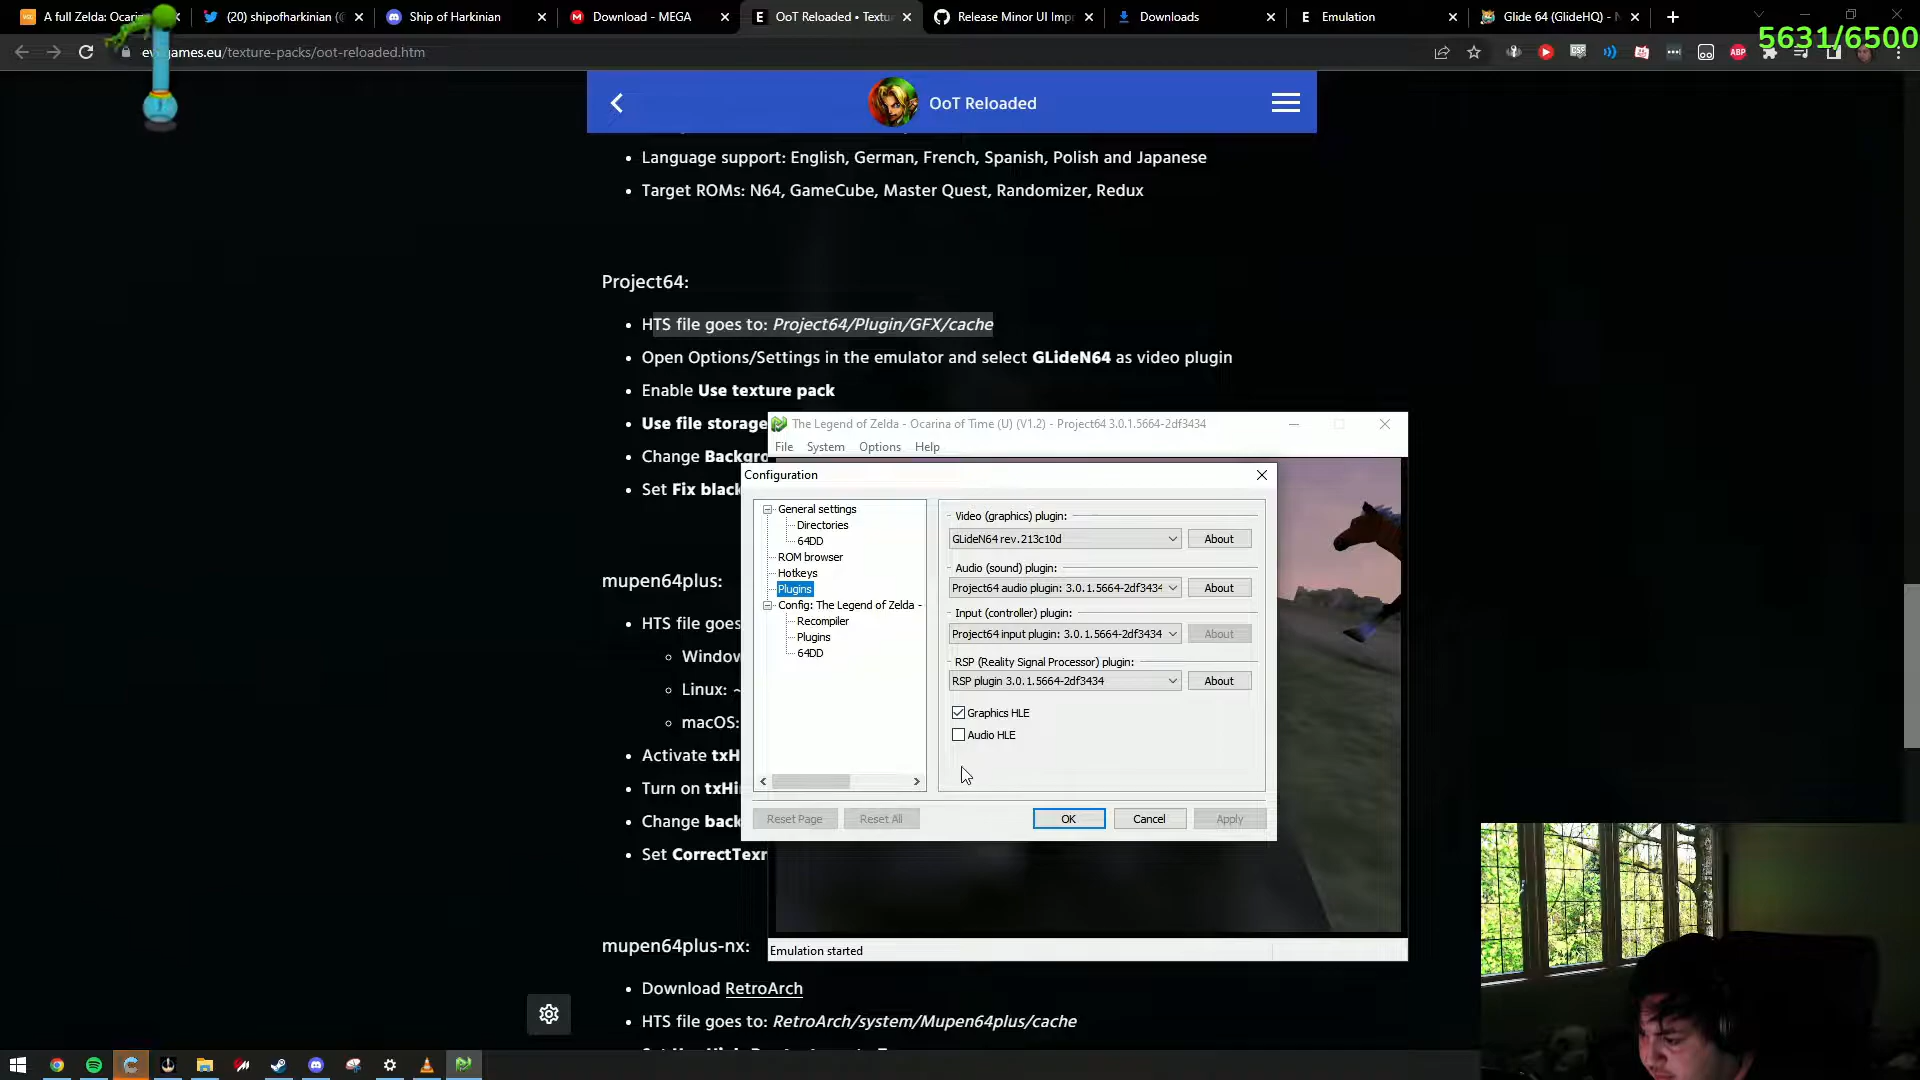 A full Zelda: Ocarin
(20) shipofharkinian (
Ship of Harkinian
Download - MEGA
OoT Reloaded • Textu
Release Minor UI Impr
Downloads
Emulation
Glide 64 (GlideHQ) -
5631/6500
games.eu/texture-packs/oot-reloaded.htm
OoT Reloaded
• Language support: English, German, French, Spanish, Polish and Japanese
• Target ROMs: N64, GameCube, Master Quest, Randomizer, Redux
Project64:
• HTS file goes to: Project64/Plugin/GFX/cache
• Open Options/Settings in the emulator and select GLideN64 as video plugin
• Enable Use texture pack
• Use file storage
• Change Backgro
• Set Fix black
The Legend of Zelda - Ocarina of Time (U) (V1.2) - Project64 3.0.1.5664-2df3434
File System Options Help
Configuration
General settings
Directories
64DD
ROM browser
Hotkeys
Plugins
Config: The Legend of Zelda -
Recompiler
Plugins
64DD
Video (graphics) plugin:
GLideN64 rev.213c10d
About
Audio (sound) plugin:
Project64 audio plugin: 3.0.1.5664-2df3434
About
Input (controller) plugin:
Project64 input plugin: 3.0.1.5664-2df3434
About
RSP (Reality Signal Processor) plugin:
RSP plugin 3.0.1.5664-2df3434
About
Graphics HLE
Audio HLE
Reset Page
Reset All
OK
Cancel
Apply
Emulation started
mupen64plus:
• HTS file goes
Window
Linux: ~
macOS:
• Activate txH
• Turn on txHi
• Change back
• Set CorrectTexr
mupen64plus-nx:
• Download RetroArch
• HTS file goes to: RetroArch/system/Mupen64plus/cache